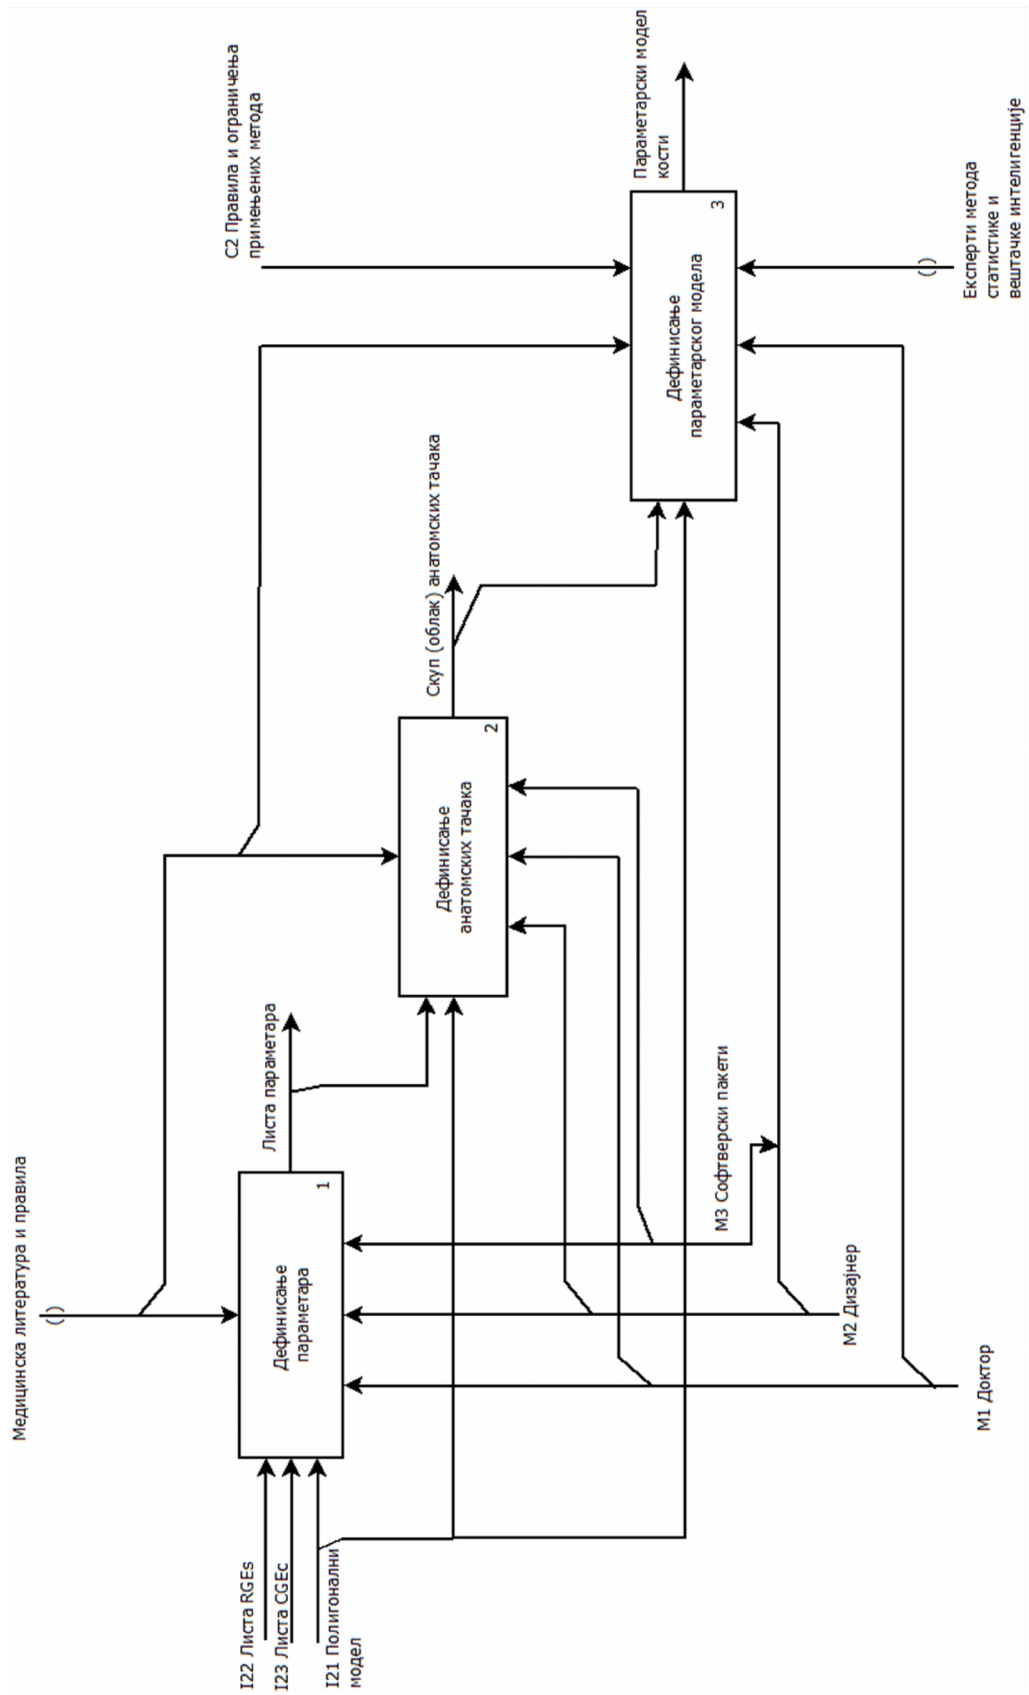 Медицинска литература и правила
C2 Правила и ограничења
примењених метода
I22 Листа RGEs
I23 Листа CGEс
I21 Полигонални
модел
Дефинисање
параметара
1
Листа параметара
Дефинисање
анатомских тачака
2
Скуп (облак) анатомских тачака
Дефинисање
параметарског модела
3
Параметарски модел
кости
M3 Софтверски пакети
M2 Дизајнер
M1 Доктор
Експерти метода
статистике и
вештачке интелигенције